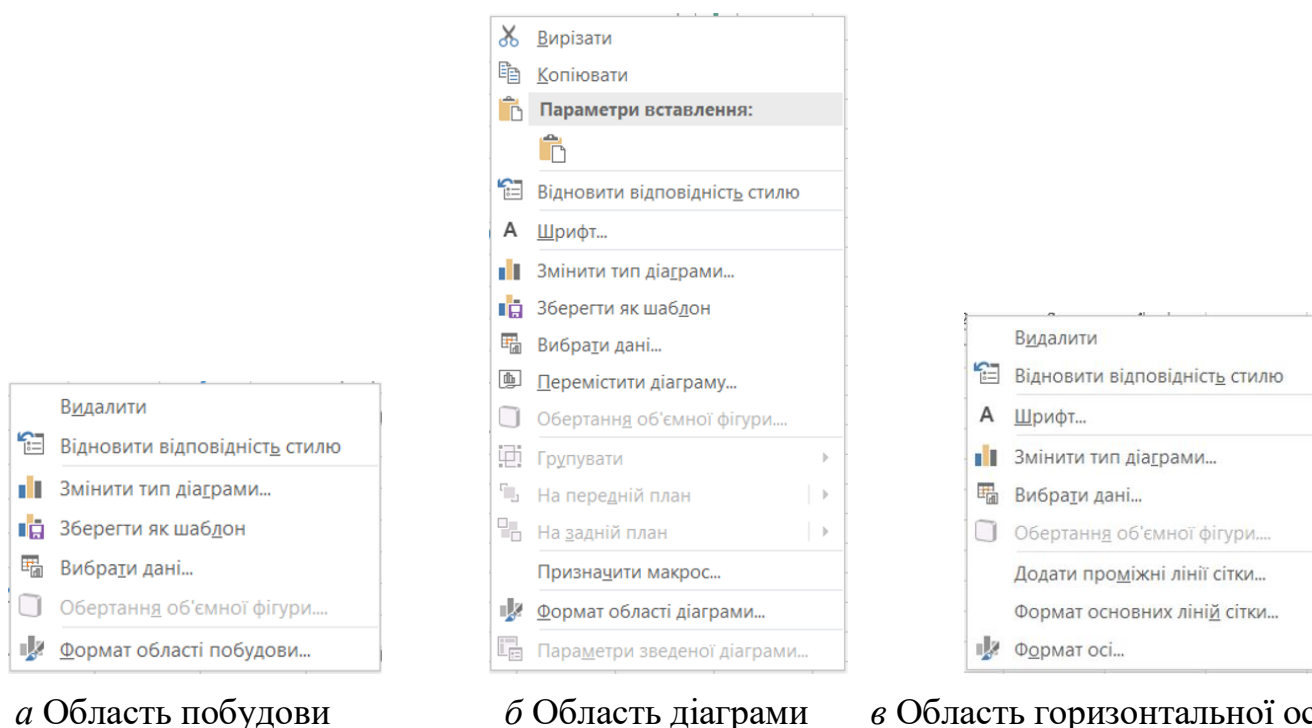 Видалити
Відновити відповідність стилю
Змінити тип діаграми...
Зберегти як шаблон
Вибрати дані...
Обертання об'ємної фігури....
Формат області побудови...
а Область побудови
Вирізати
Копіювати
Параметри вставлення:
Відновити відповідність стилю
А Шрифт...
Змінити тип діаграми...
Зберегти як шаблон
Вибрати дані...
Перемістити діаграму...
Обертання об'ємної фігури....
Групувати
На передній план
На задній план
Призначити макрос...
Формат області діаграми...
Параметри зведеної діаграми...
б Область діаграми
Видалити
Відновити відповідність стилю
А Шрифт...
Змінити тип діаграми...
Вибрати дані...
Обертання об'ємної фігури....
Додати проміжні лінії сітки...
Формат основних ліній сітки...
Формат осі...
в Область горизонтальної ос